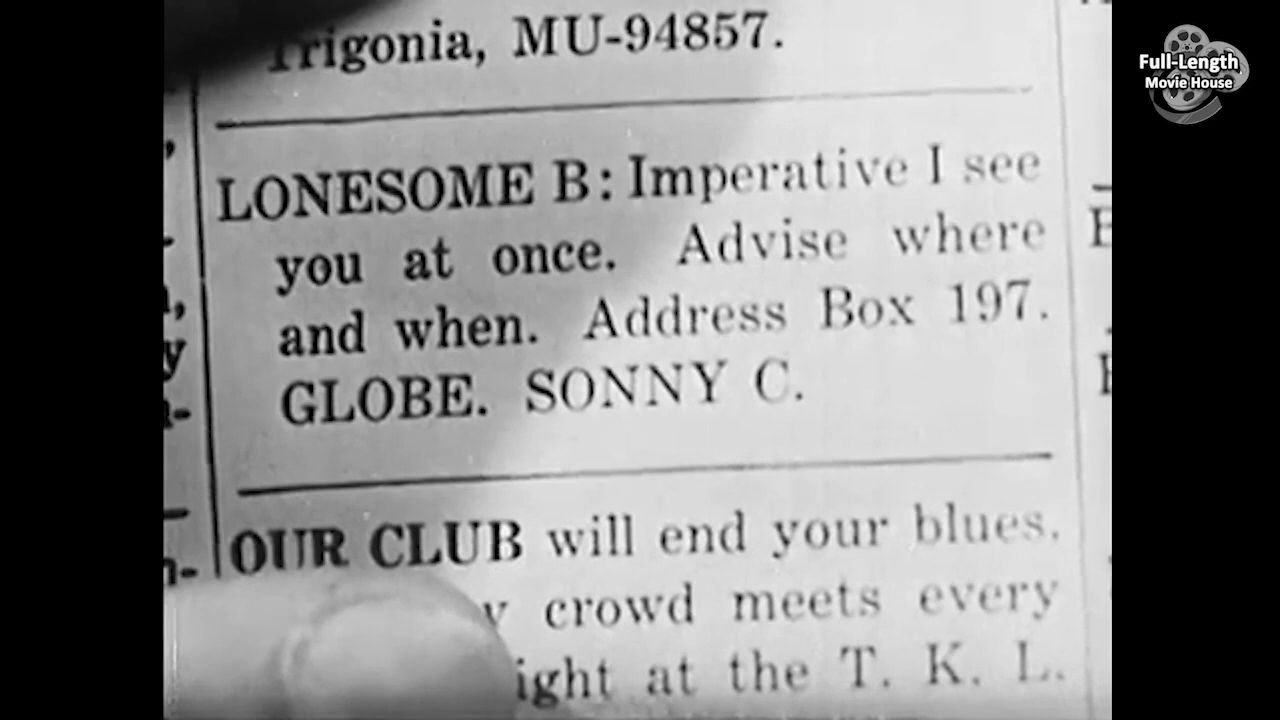 Trigonia, MU-94857.
LONESOME B: Imperative I see
you at once. Advise where
and when. Address Box 197.
GLOBE. SONNY C.
OUR CLUB will end your blues.
crowd meets every
at the T. K. L.
Full-Length
Movie House